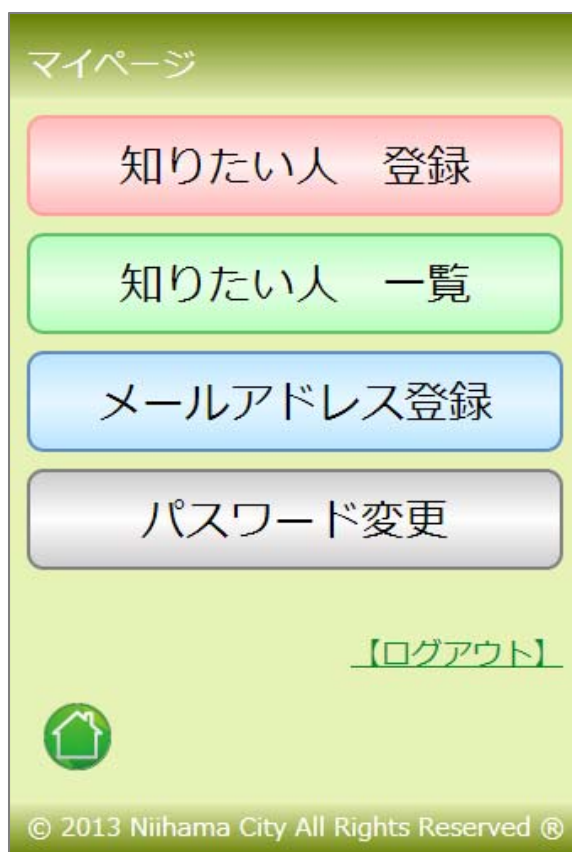 マイページ
知りたい人　登録
知りたい人　一覧
メールアドレス登録
パスワード変更
【ログアウト】
© 2013 Niihama City All Rights Reserved ®